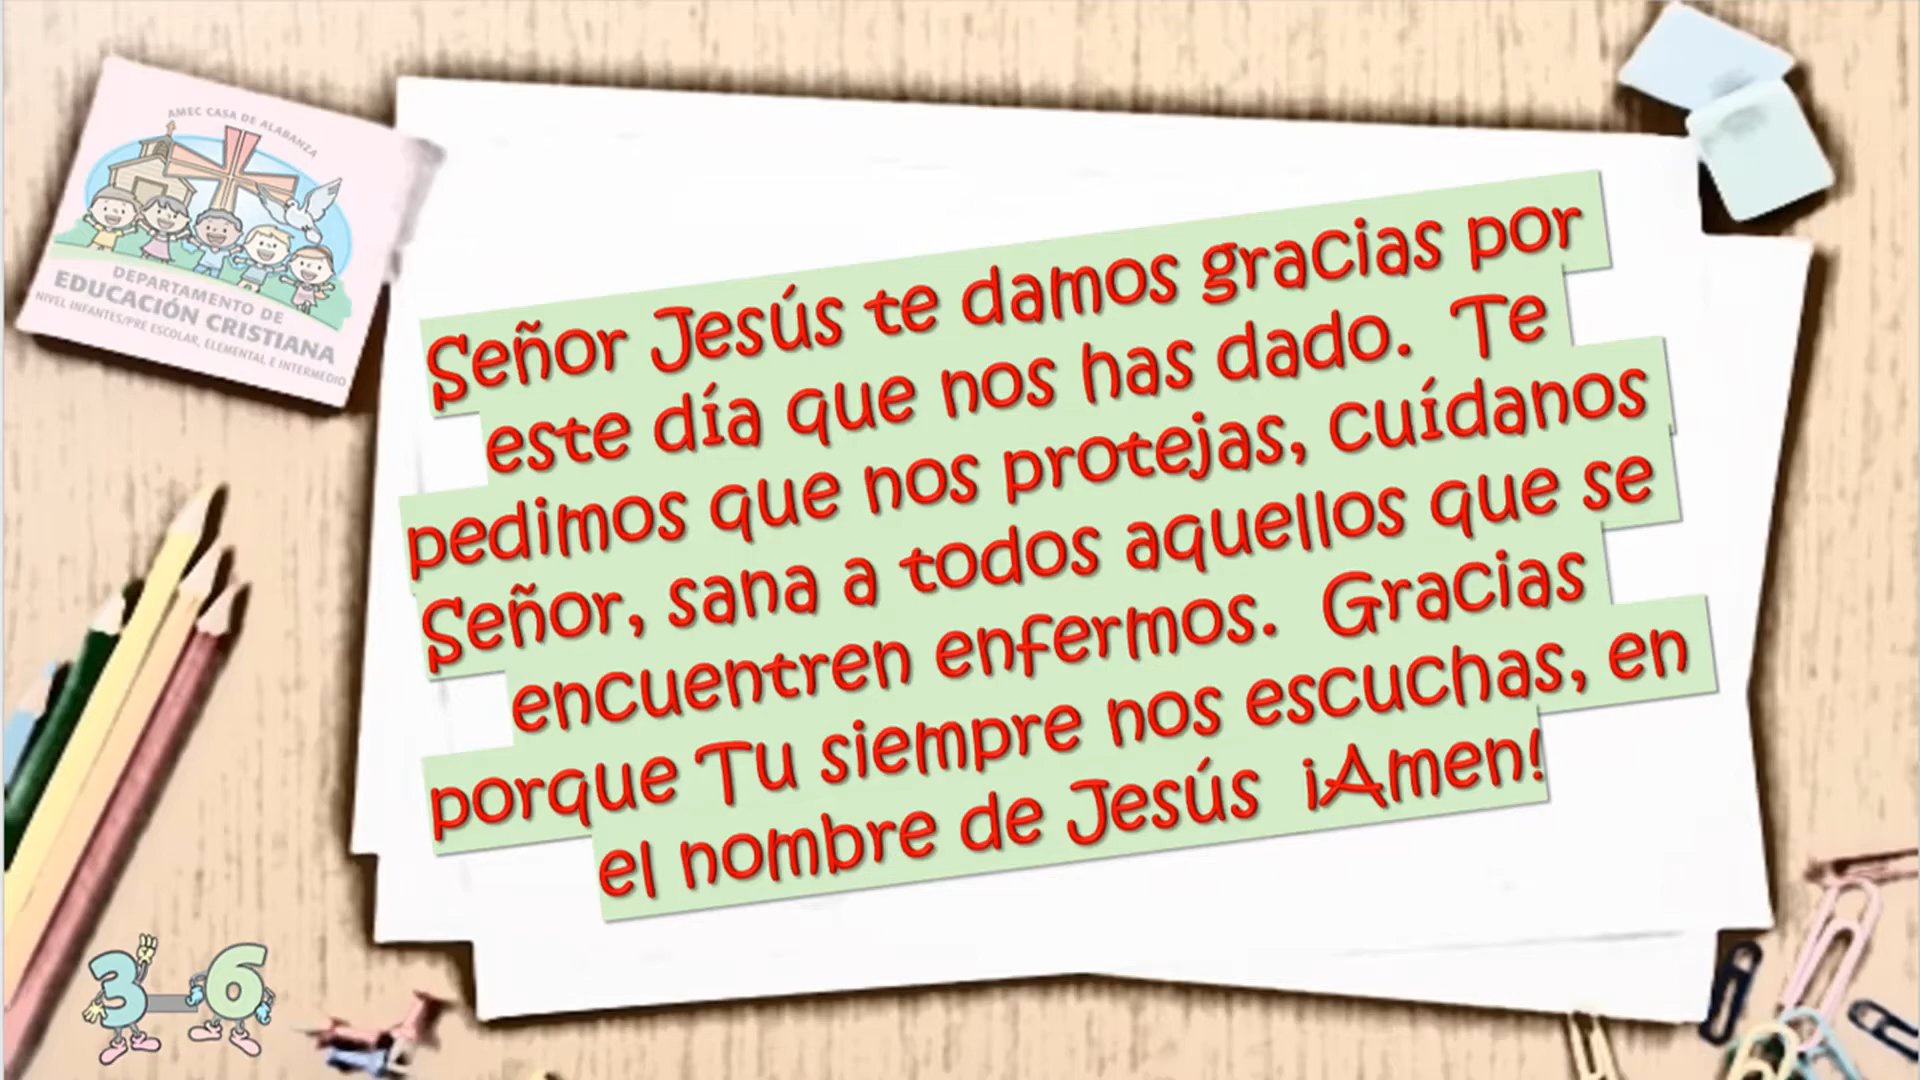 AMEC CASA DE ALABANZA
DEPARTAMENTO DE
EDUCACIÓN CRISTIANA
NIVEL INFANTES/PRE ESCOLAR, ELEMENTAL E INTERMEDIO
Señor Jesús te damos gracias por
este día que nos has dado. Te
pedimos que nos protejas, cuídanos
Señor, sana a todos aquellos que se
encuentren enfermos. Gracias
porque Tu siempre nos escuchas, en
el nombre de Jesús ¡Amen!
3-6